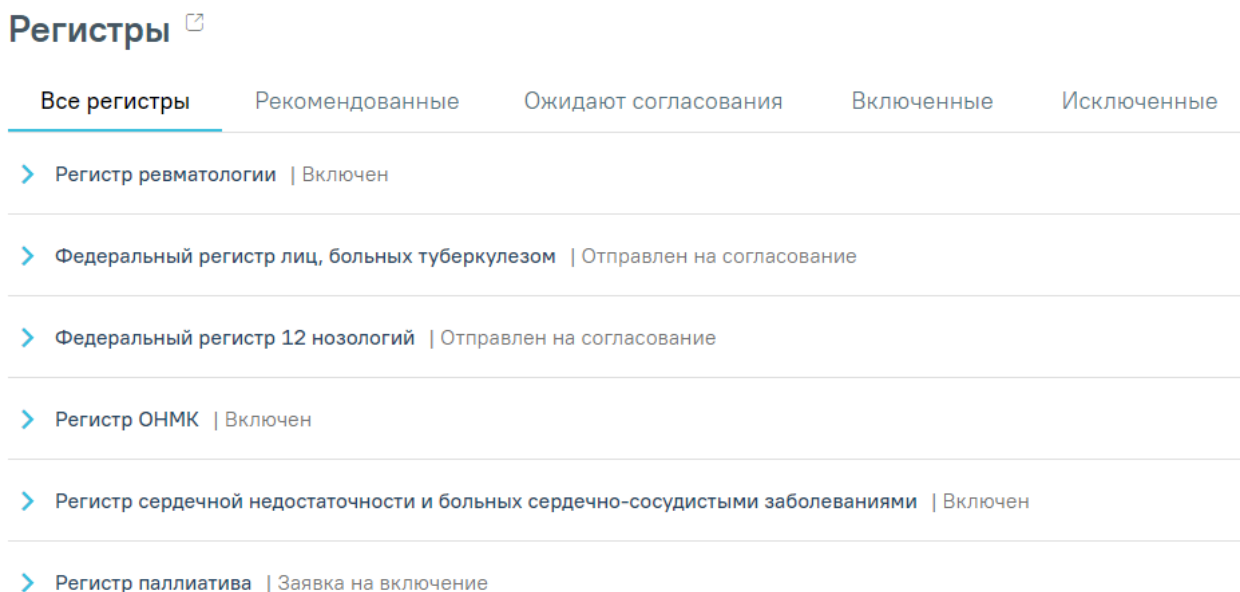 Регистры
Все регистры Рекомендованные Ожидают согласования Включенные Исключенные
Регистр ревматологии | Включен
Федеральный регистр лиц, больных туберкулезом | Отправлен на согласование
Федеральный регистр 12 нозологий | Отправлен на согласование
Регистр ОНМК | Включен
Регистр сердечной недостаточности и больных сердечно-сосудистыми заболеваниями | Включен
Регистр паллиатива | Заявка на включение